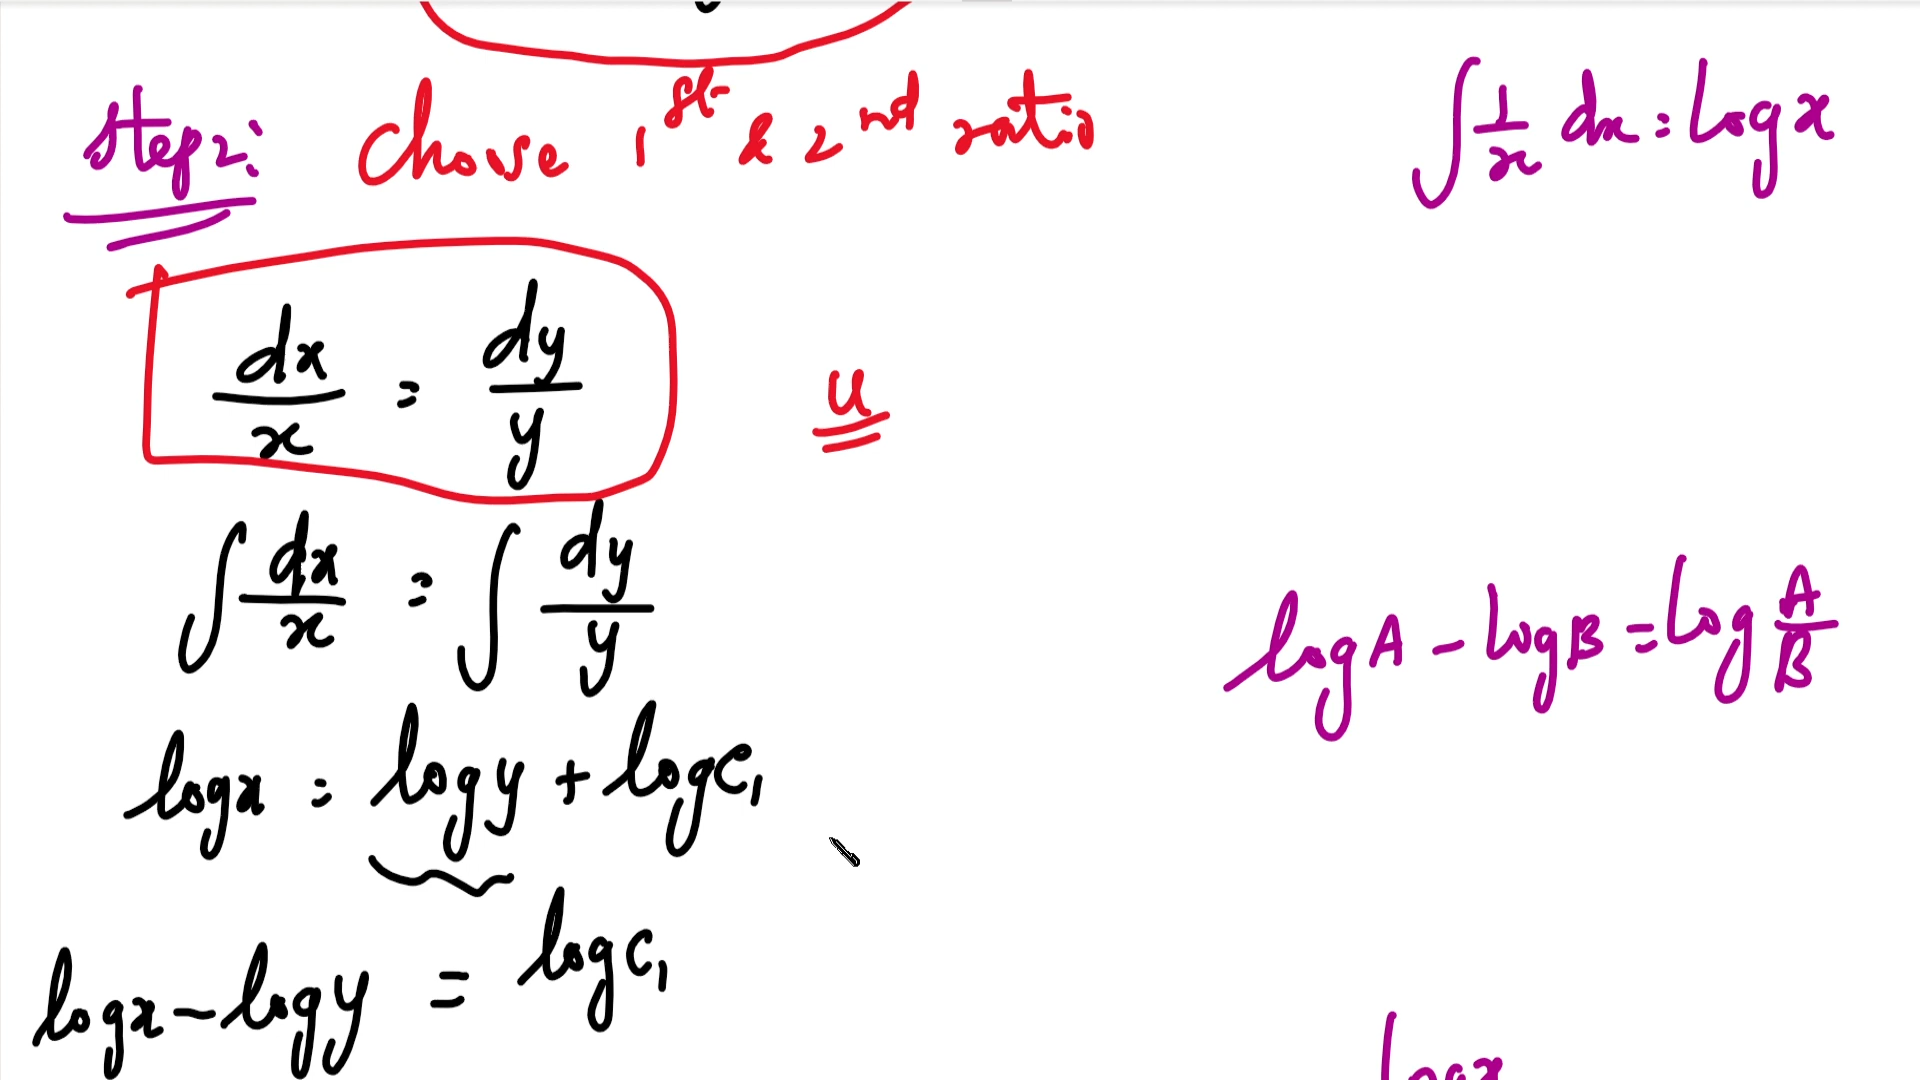 Step 2: Choose 1st & 2nd ratio
∫ 1/x dx = log x
dx/x = dy/y
u
∫ dx/x = ∫ dy/y
log A - log B = log A/B
log x = log y + log c₁
log x - log y = log c₁
log x